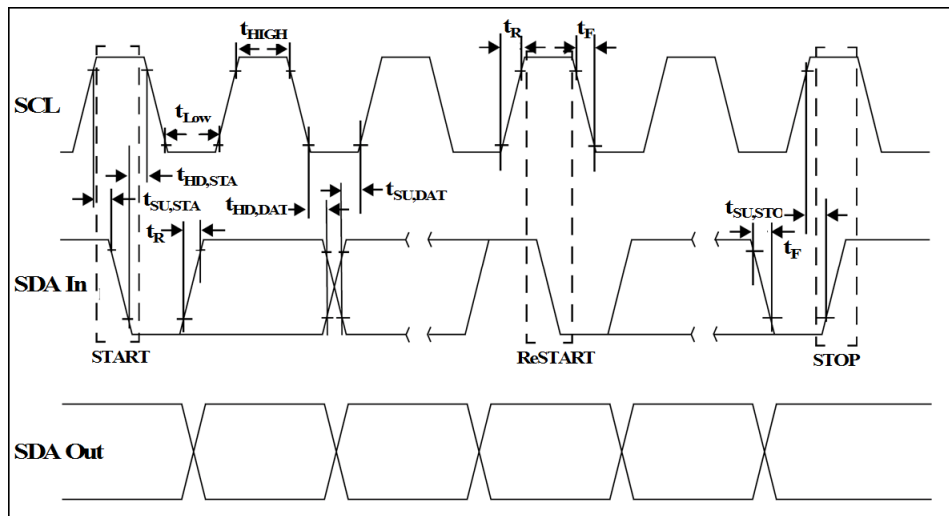 tHIGH
tR
tF
SCL
tLow
tHD,STA
tSU,DAT
tSU,STA
tHD,DAT
tSU,STO
tR
tF
SDA In
START
ReSTART
STOP
SDA Out